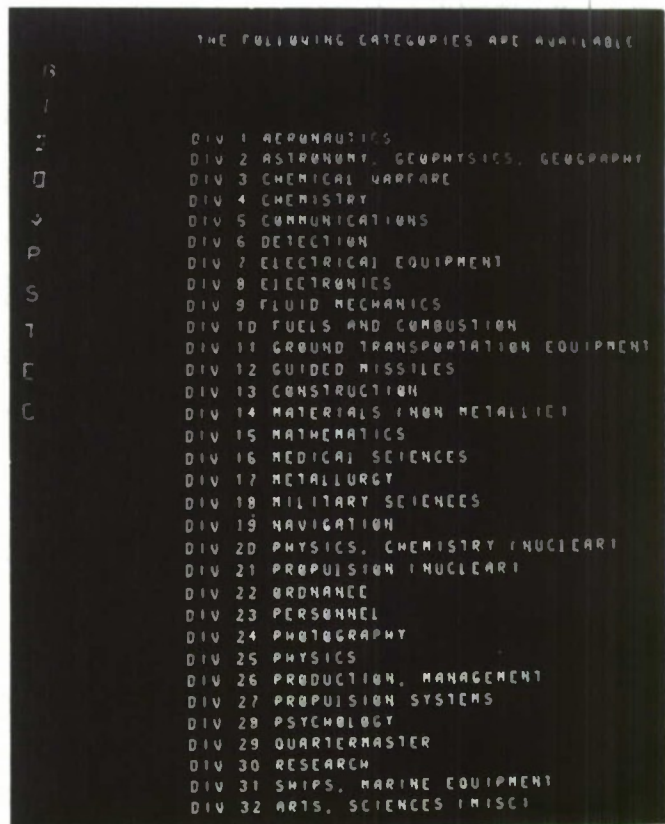 THE FOLLOWING CATEGORIES ARE AVAILABLE
DIV 1 AERONAUTICS
DIV 2 ASTRONOMY, GEOPHYSICS, GEOGRAPHY
DIV 3 CHEMICAL WARFARE
DIV 4 CHEMISTRY
DIV 5 COMMUNICATIONS
DIV 6 DETECTION
DIV 7 ELECTRICAL EQUIPMENT
DIV 8 ELECTRONICS
DIV 9 FLUID MECHANICS
DIV 10 FUELS AND COMBUSTION
DIV 11 GROUND TRANSPORTATION EQUIPMENT
DIV 12 GUIDED MISSILES
DIV 13 CONSTRUCTION
DIV 14 MATERIALS (NON METALLIC)
DIV 15 MATHEMATICS
DIV 16 MEDICAL SCIENCES
DIV 17 METALLURGY
DIV 18 MILITARY SCIENCES
DIV 19 NAVIGATION
DIV 20 PHYSICS, CHEMISTRY (NUCLEAR)
DIV 21 PROPULSION (NUCLEAR)
DIV 22 ORDNANCE
DIV 23 PERSONNEL
DIV 24 PHOTOGRAPHY
DIV 25 PHYSICS
DIV 26 PRODUCTION, MANAGEMENT
DIV 27 PROPULSION SYSTEMS
DIV 28 PSYCHOLOGY
DIV 29 QUARTERMASTER
DIV 30 RESEARCH
DIV 31 SHIPS, MARINE EQUIPMENT
DIV 32 ARTS, SCIENCES (MISC)
P
S
T
E
C